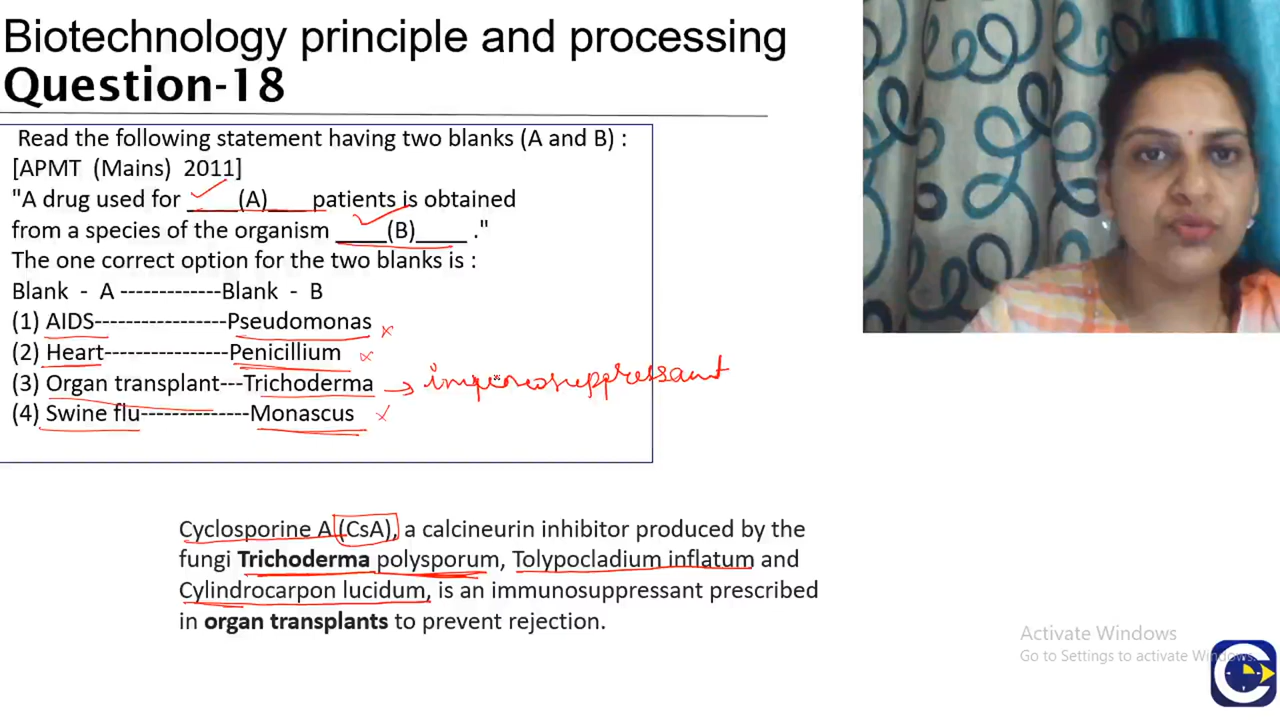 Biotechnology principle and processing
Question-18
Read the following statement having two blanks (A and B) :
[APMT (Mains) 2011]
"A drug used for ____(A)____ patients is obtained
from a species of the organism ____(B)____ ."
The one correct option for the two blanks is :
Blank - A -------------Blank - B
(1) AIDS-----------------Pseudomonas
(2) Heart----------------Penicillium
(3) Organ transplant---Trichoderma → immunosuppressant
(4) Swine flu-------------Monascus
Cyclosporine A (CsA), a calcineurin inhibitor produced by the
fungi Trichoderma polysporum, Tolypocladium inflatum and
Cylindrocarpon lucidum, is an immunosuppressant prescribed
in organ transplants to prevent rejection.
Activate Windows
Go to Settings to activate Windows.